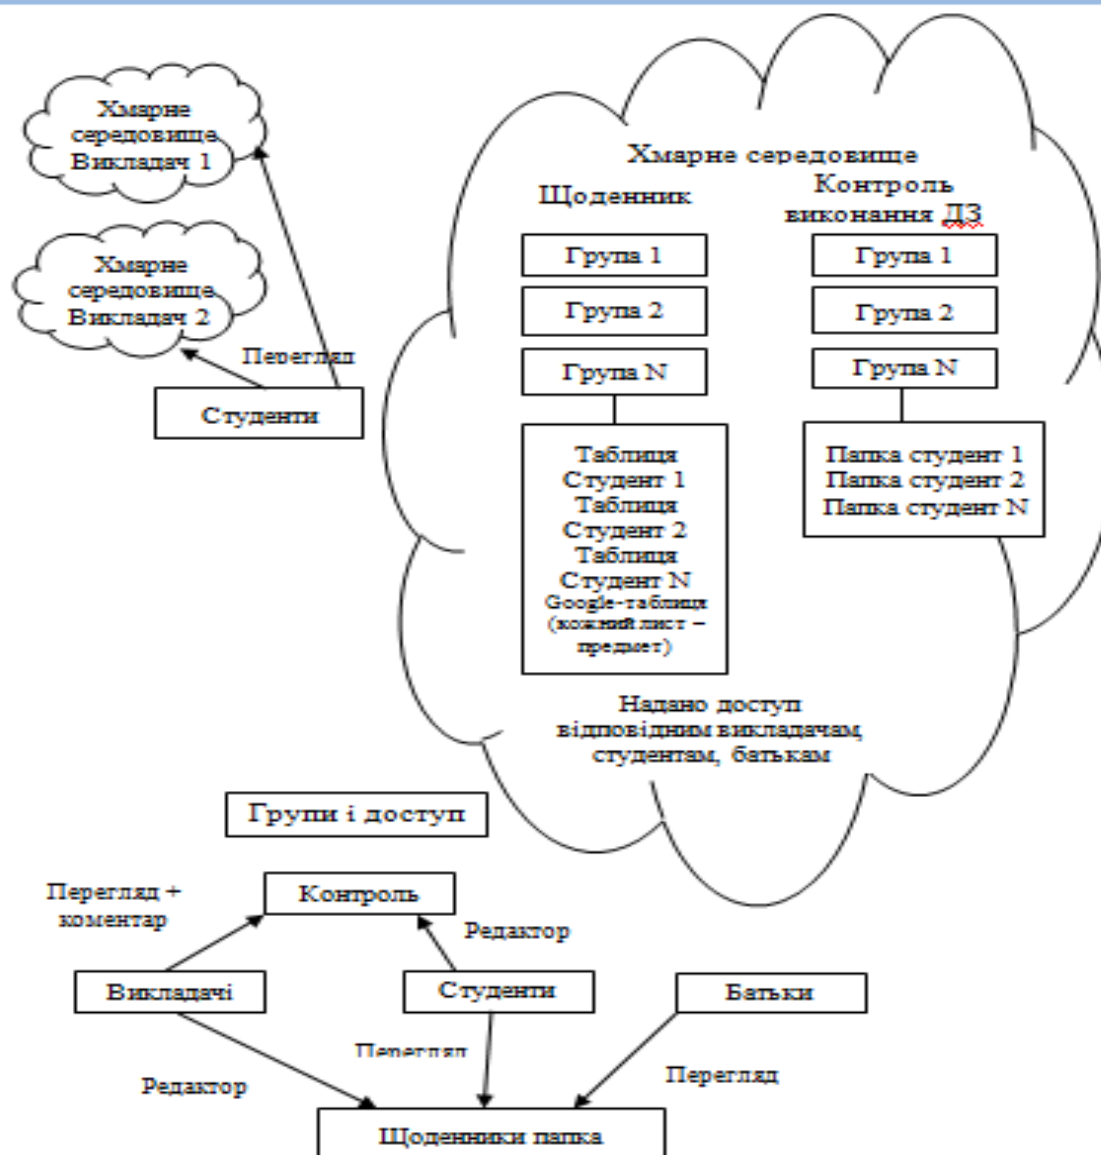 Хмарне
середовище
Викладач 1
Хмарне
середовище
Викладач 2
Перегляд
Студенти
Хмарне середовище
Щоденник
Група 1
Група 2
Група N
Таблиця
Студент 1
Таблиця
Студент 2
Таблиця
Студент N
Google-таблиця
(кожний лист –
предмет)
Контроль
виконання ДЗ
Група 1
Група 2
Група N
Папка студент 1
Папка студент 2
Папка студент N
Надано доступ
відповідним викладачам,
студентам, батькам
Групи і доступ
Перегляд +
коментар
Контроль
Редактор
Викладачі
Студенти
Батьки
Перегляд
Редактор
Перегляд
Щоденники папка